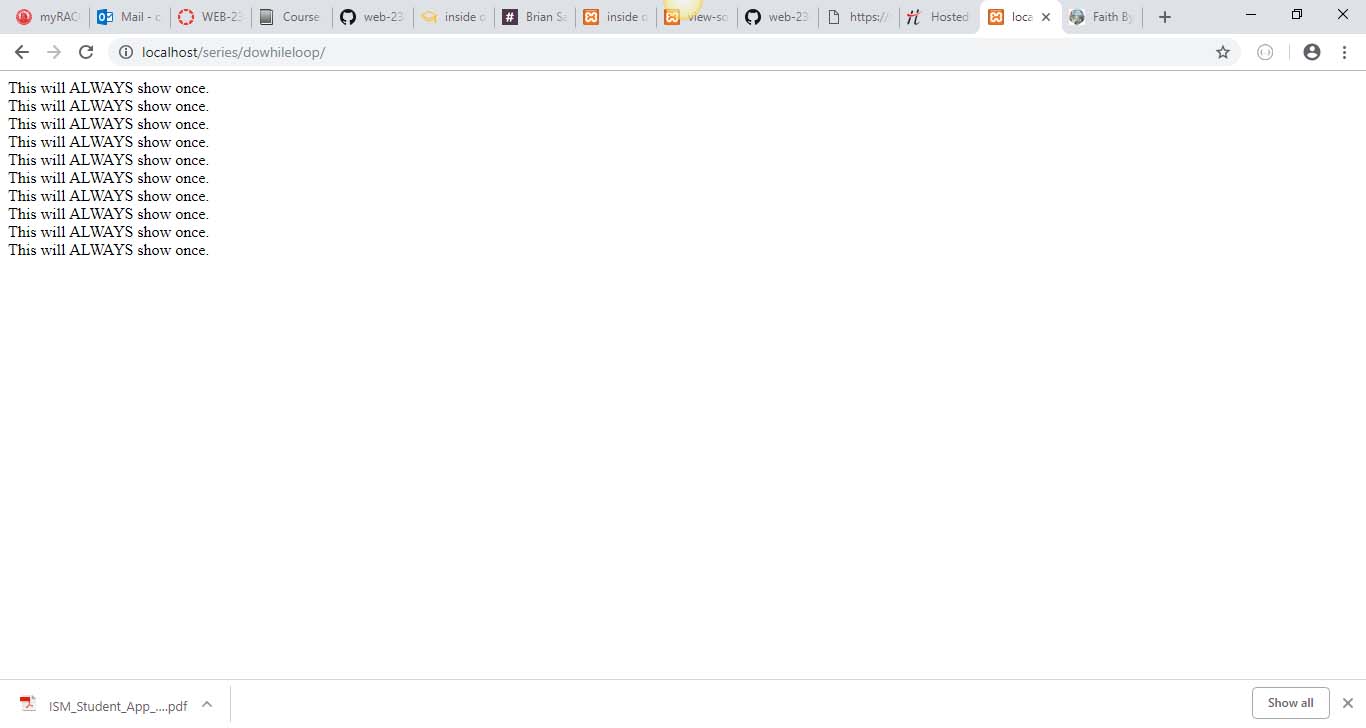 myRAC Mail - c WEB-23 Course web-23 inside o # Brian Sa inside o view-so web-23 https:// Hosted loca Faith By
localhost/series/dowhileloop/
This will ALWAYS show once.
This will ALWAYS show once.
This will ALWAYS show once.
This will ALWAYS show once.
This will ALWAYS show once.
This will ALWAYS show once.
This will ALWAYS show once.
This will ALWAYS show once.
This will ALWAYS show once.
This will ALWAYS show once.
ISM_Student_App_....pdf Show all